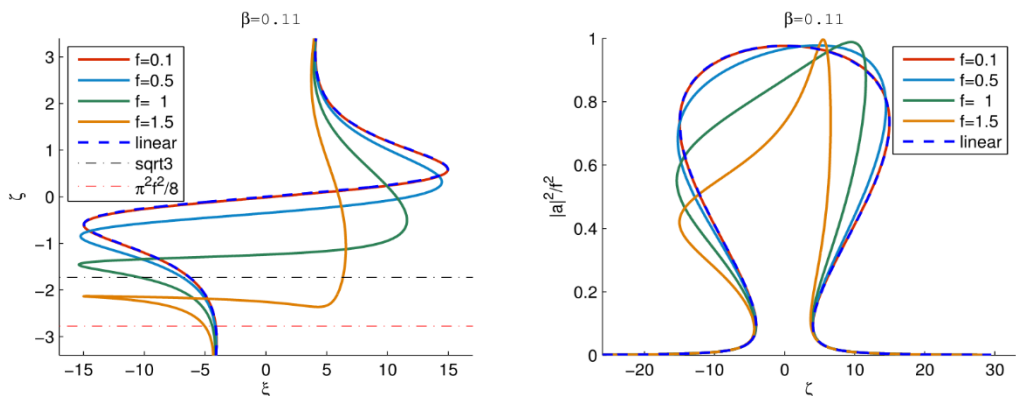 β=0.11
3
2
1
0
−1
−2
−3
ζ
f=0.1
f=0.5
f= 1
f=1.5
linear
sqrt3
π²f²/8
−15
−10
−5
0
5
10
15
ξ
β=0.11
1
0.8
0.6
0.4
0.2
0
|a|²/f²
f=0.1
f=0.5
f= 1
f=1.5
linear
−20
−10
0
10
20
30
ζ